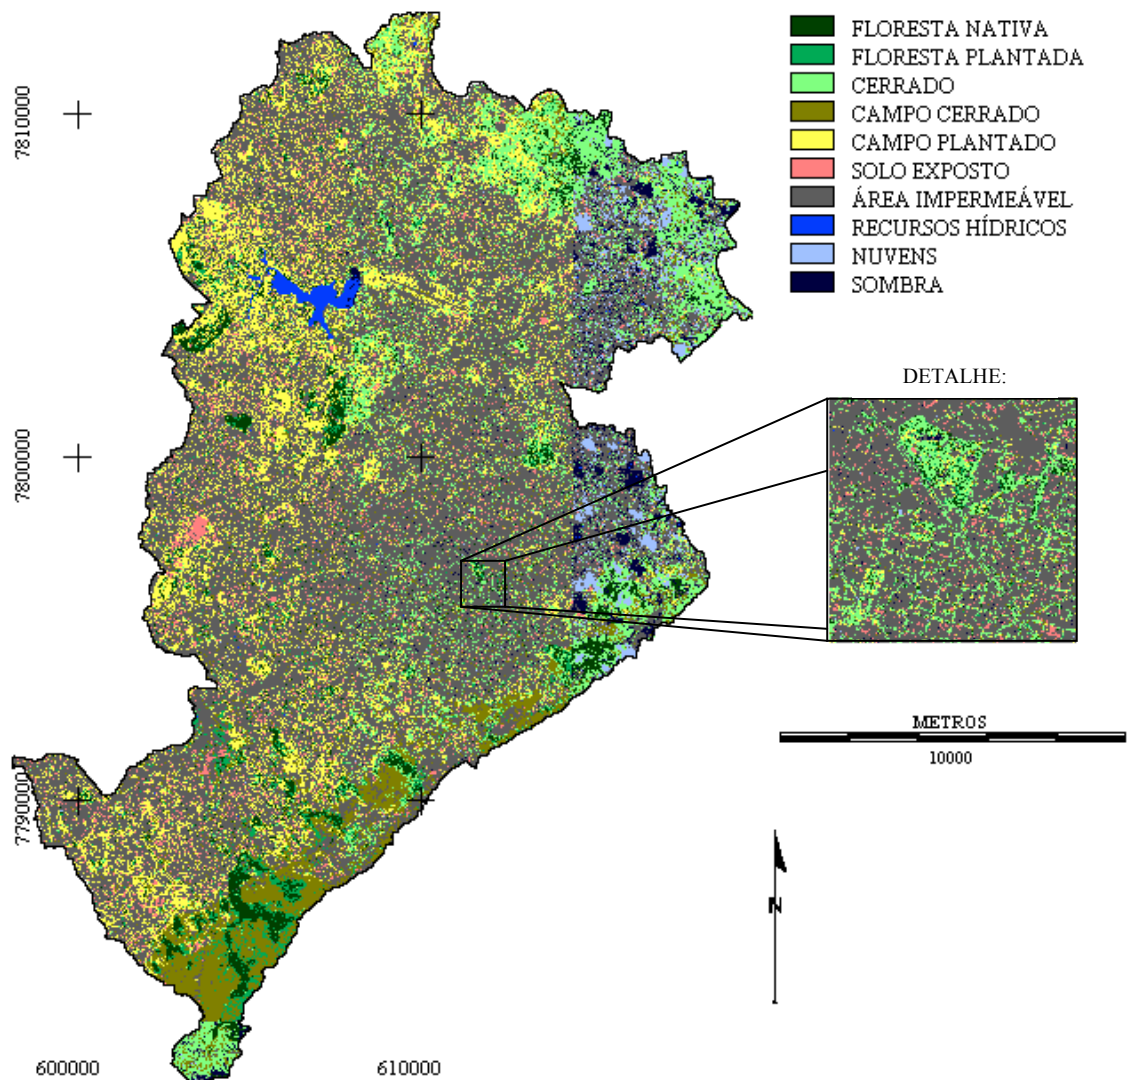 FLORESTA NATIVA
FLORESTA PLANTADA
CERRADO
CAMPO CERRADO
CAMPO PLANTADO
SOLO EXPOSTO
ÁREA IMPERMEÁVEL
RECURSOS HÍDRICOS
NUVENS
SOMBRA
7810000
DETALHE:
7800000
METROS
10000
7790000
N
600000
610000